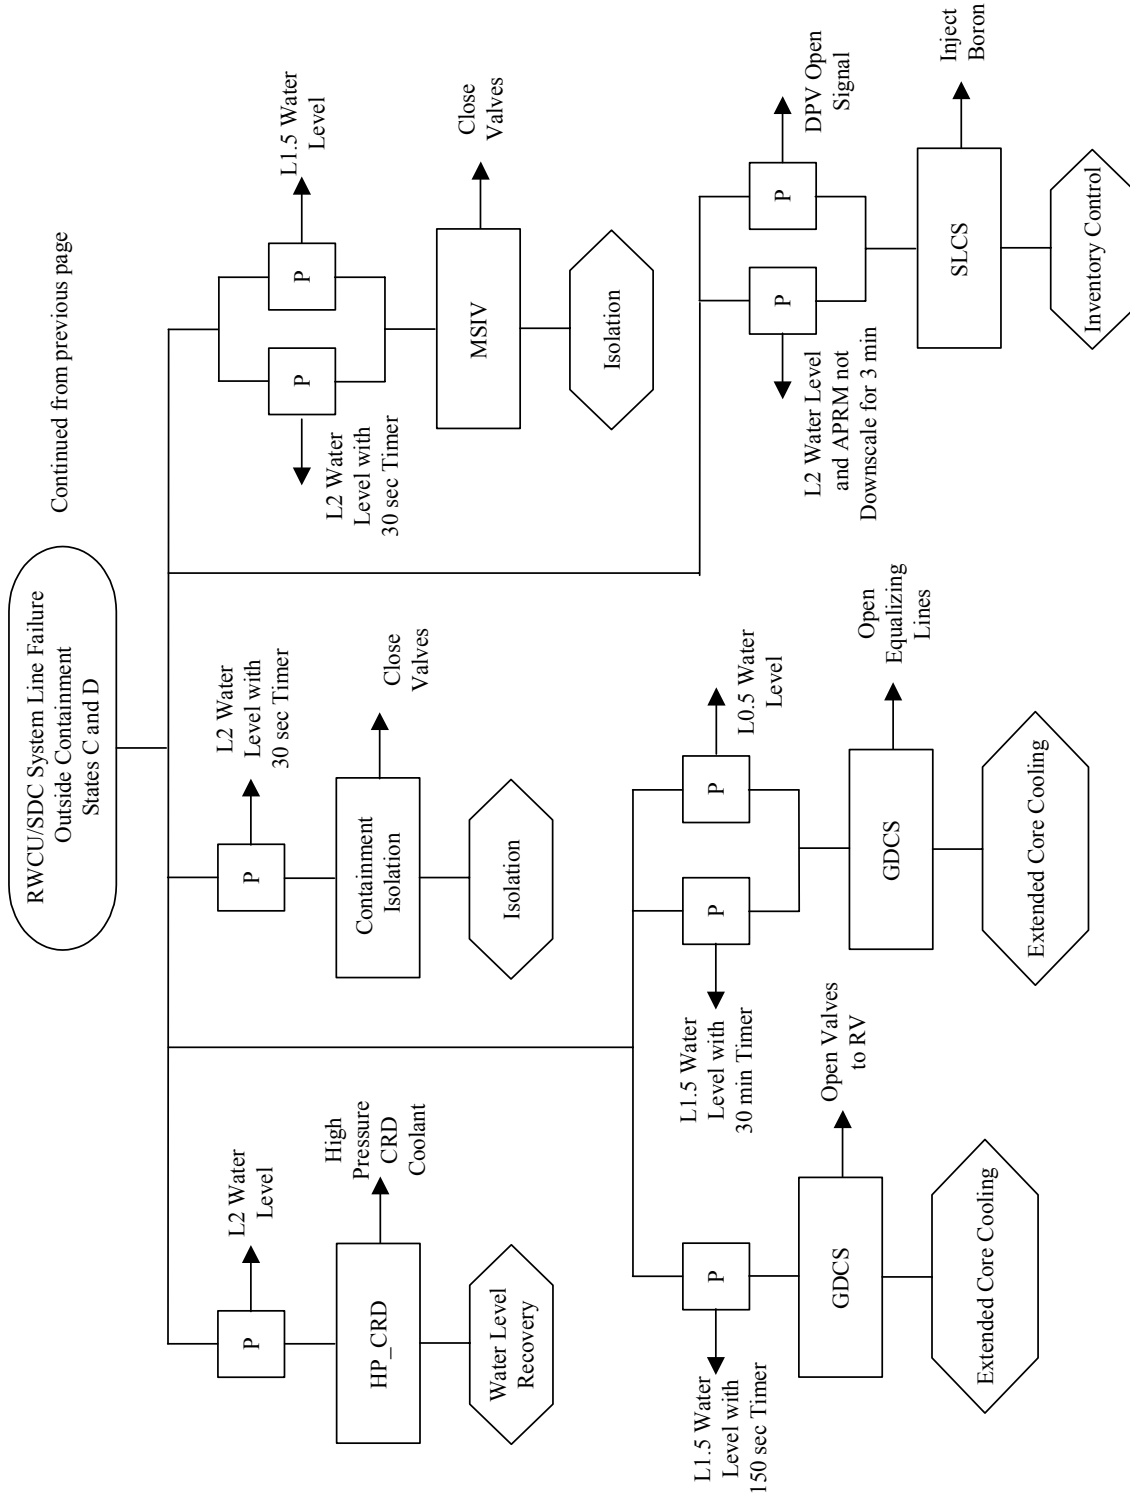 RWCU/SDC System Line Failure
Outside Containment
States C and D
Continued from previous page
P
L2 Water
Level
HP_CRD
High
Pressure
CRD
Coolant
Water Level
Recovery
P
L2 Water
Level with
30 sec Timer
Containment
Isolation
Close
Valves
Isolation
P
L2 Water
Level with
30 sec Timer
P
L1.5 Water
Level
MSIV
Close
Valves
Isolation
P
L1.5 Water
Level with
150 sec Timer
GDCS
Open Valves
to RV
Extended Core Cooling
P
L1.5 Water
Level with
30 min Timer
P
L0.5 Water
Level
GDCS
Open
Equalizing
Lines
Extended Core Cooling
P
L2 Water Level
and APRM not
Downscale for 3 min
P
DPV Open
Signal
SLCS
Inject
Boron
Inventory Control